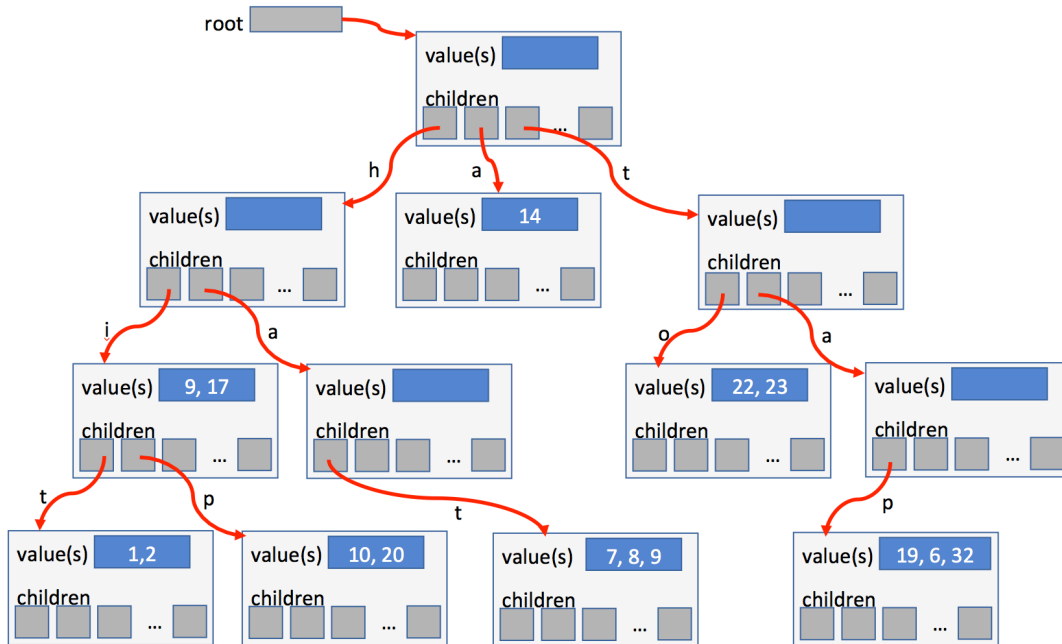 root
value(s)
children
...
h
a
t
value(s)
children
...
value(s) 14
children
...
value(s)
children
...
i
a
o
a
value(s) 9, 17
children
...
value(s)
children
...
value(s) 22, 23
children
...
value(s)
children
...
t
p
t
p
value(s) 1,2
children
...
value(s) 10, 20
children
...
value(s) 7, 8, 9
children
...
value(s) 19, 6, 32
children
...